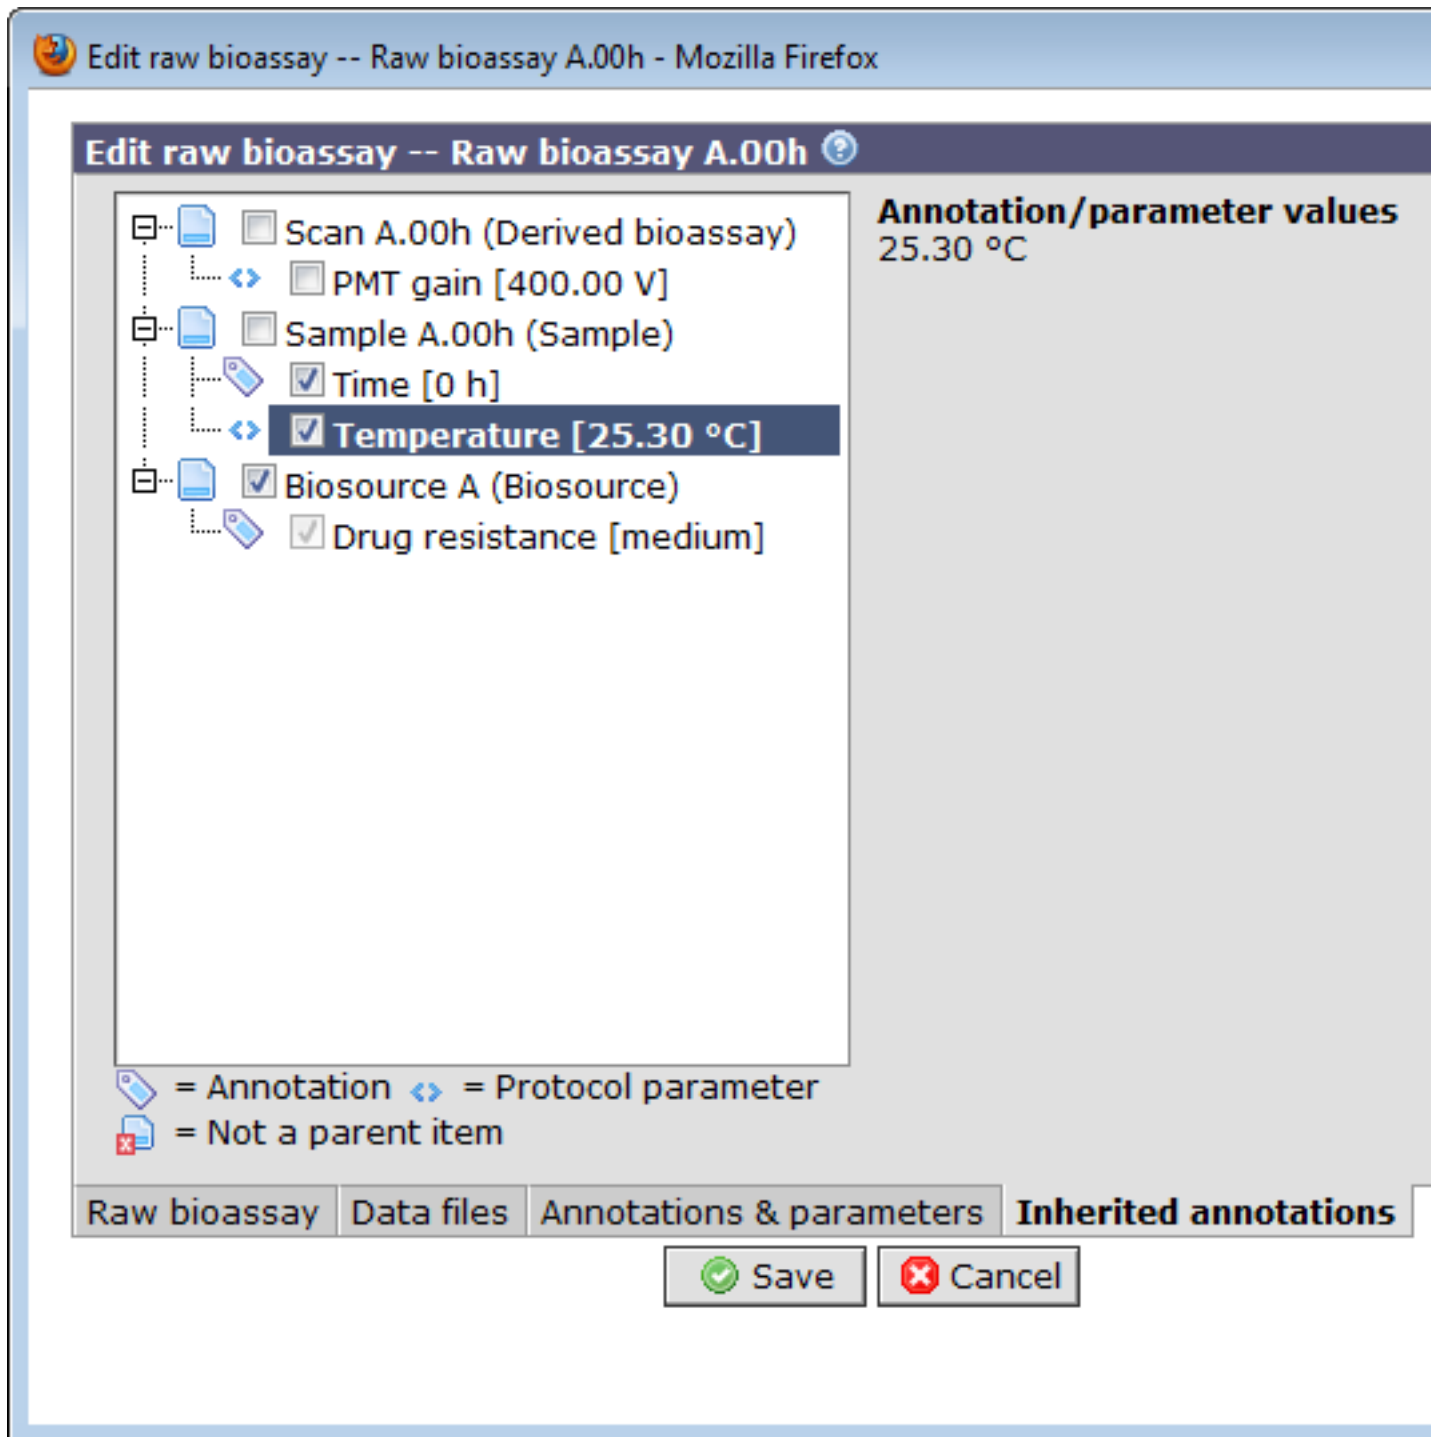 Edit raw bioassay -- Raw bioassay A.00h - Mozilla Firefox
Edit raw bioassay -- Raw bioassay A.00h
Scan A.00h (Derived bioassay)
PMT gain [400.00 V]
Sample A.00h (Sample)
Time [0 h]
Temperature [25.30 °C]
Biosource A (Biosource)
Drug resistance [medium]
Annotation/parameter values
25.30 °C
= Annotation <> = Protocol parameter
= Not a parent item
Raw bioassay Data files Annotations & parameters Inherited annotations
Save Cancel